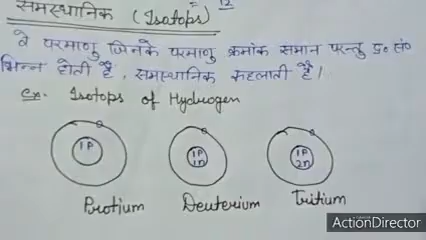 समस्थानिक (Isotops) 12
वे परमाणु जिनके परमाणु क्रमांक समान परन्तु द्र० सं०
भिन्न होती है, समस्थानिक कहलाती है।
Ex. Isotops of Hydrogen
1P
1P
1n
1P
2n
Protium Deuterium Tritium
ActionDirector